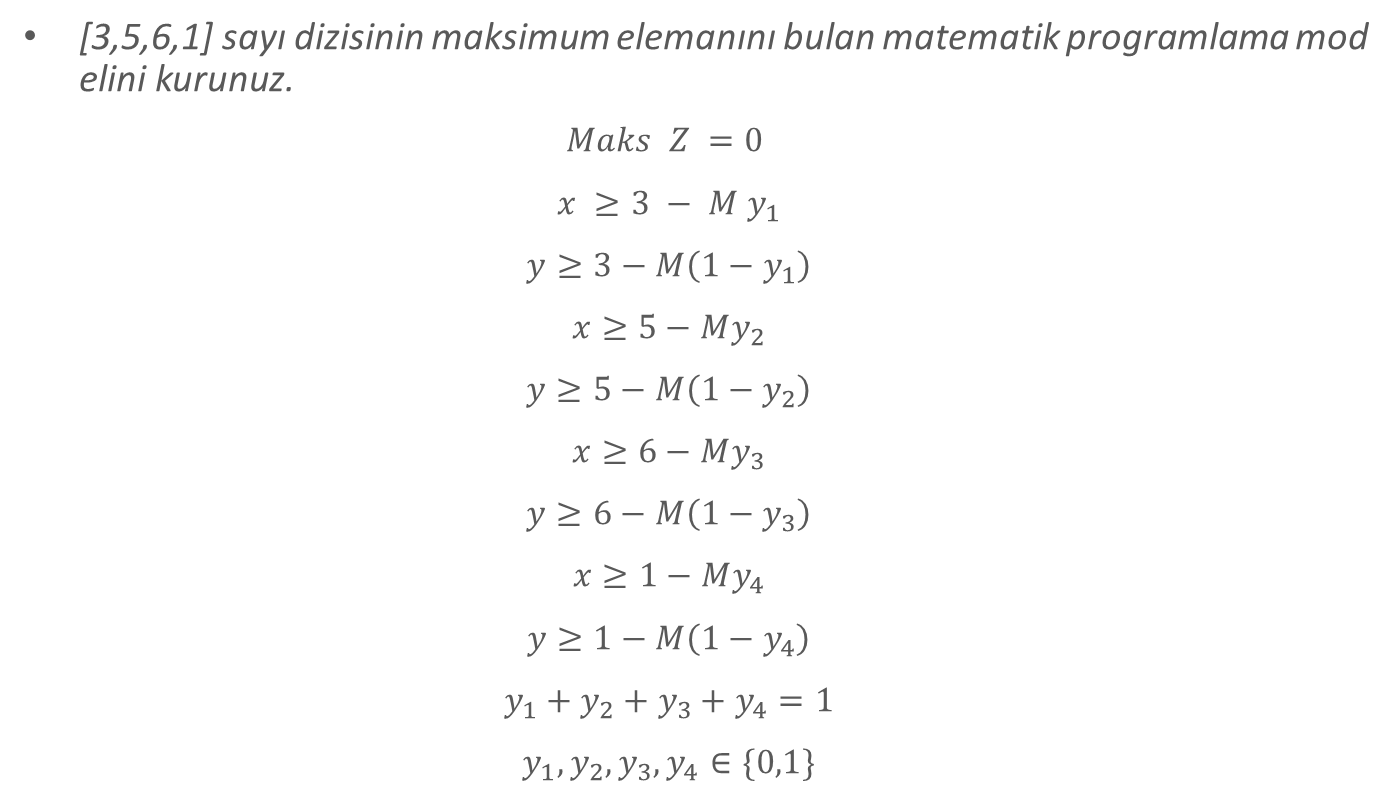 • [3,5,6,1] sayı dizisinin maksimum elemanını bulan matematik programlama mod
elini kurunuz.
Maks Z = 0
x ≥ 3 − M y₁
y ≥ 3 − M(1 − y₁)
x ≥ 5 − My₂
y ≥ 5 − M(1 − y₂)
x ≥ 6 − My₃
y ≥ 6 − M(1 − y₃)
x ≥ 1 − My₄
y ≥ 1 − M(1 − y₄)
y₁ + y₂ + y₃ + y₄ = 1
y₁, y₂, y₃, y₄ ∈ {0,1}